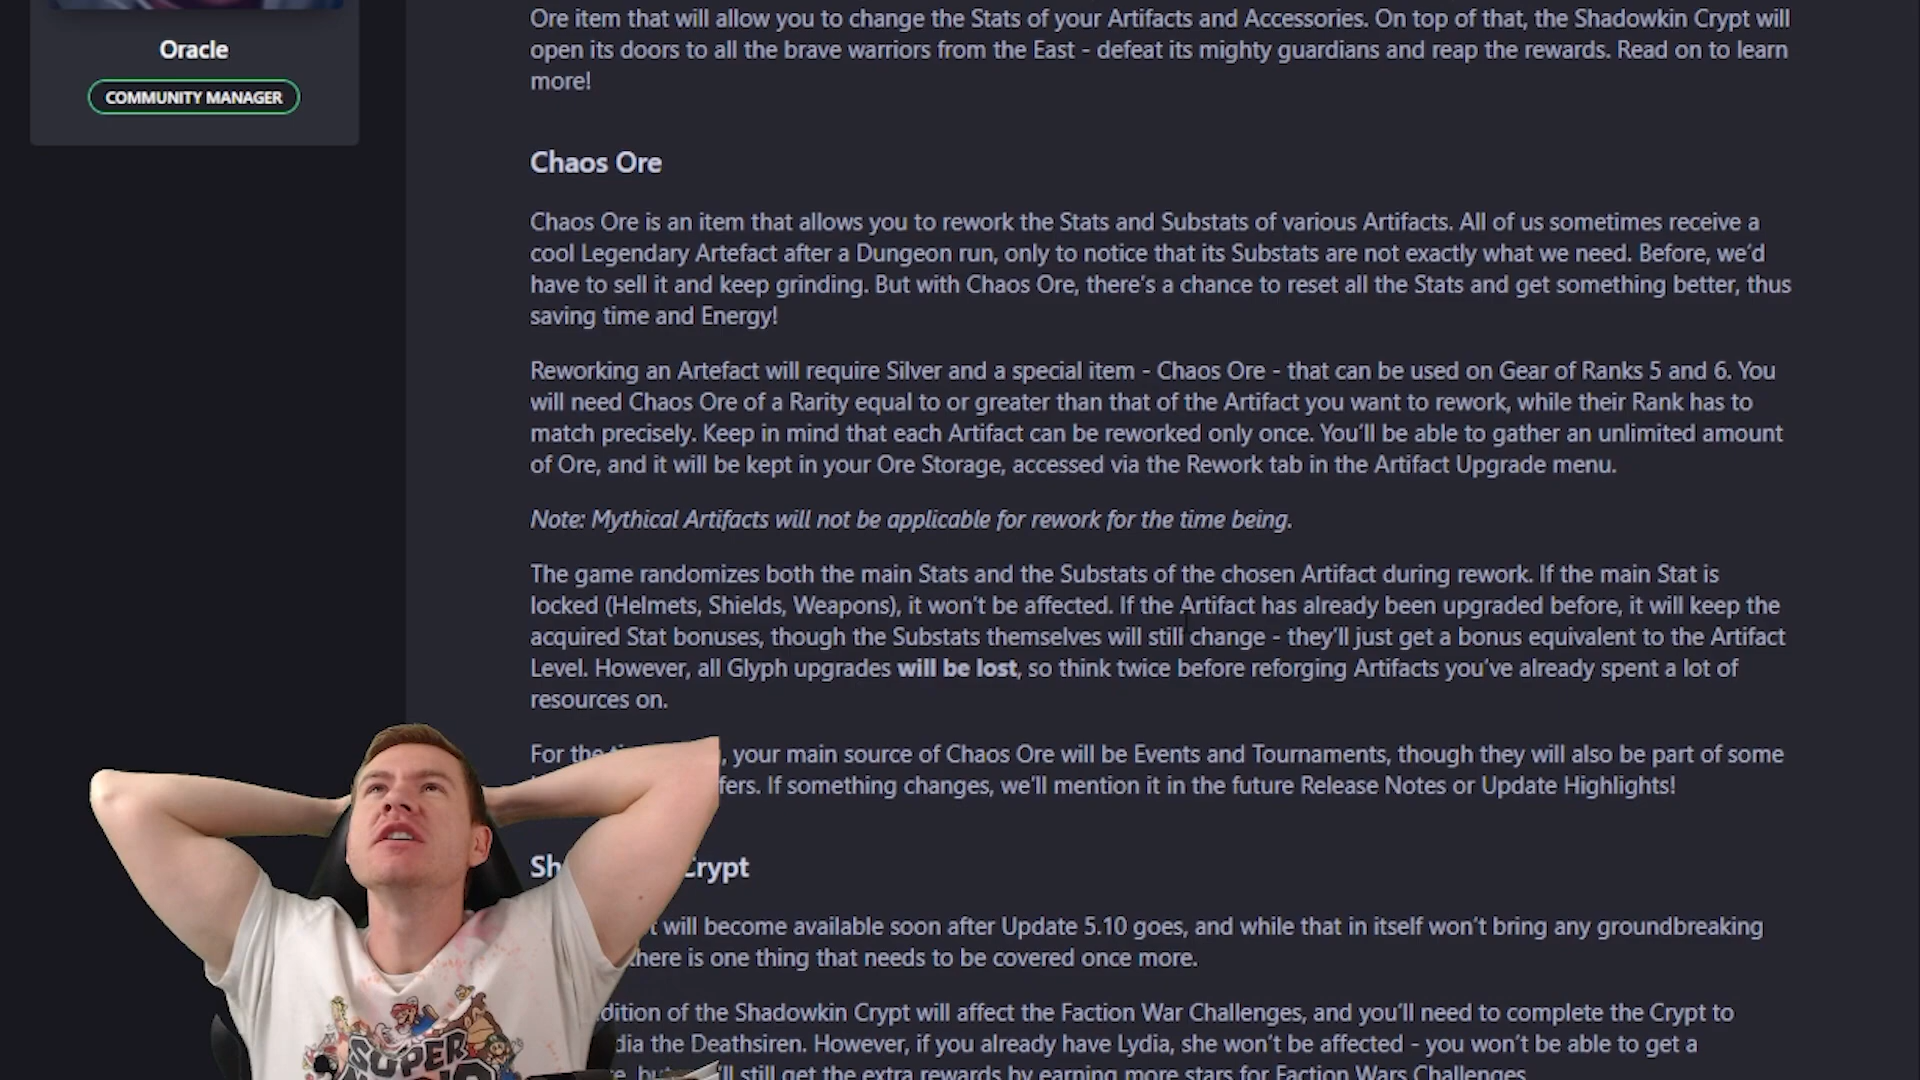 Oracle
COMMUNITY MANAGER
Ore item that will allow you to change the Stats of your Artifacts and Accessories. On top of that, the Shadowkin Crypt will
open its doors to all the brave warriors from the East - defeat its mighty guardians and reap the rewards. Read on to learn
more!
Chaos Ore
Chaos Ore is an item that allows you to rework the Stats and Substats of various Artifacts. All of us sometimes receive a
cool Legendary Artefact after a Dungeon run, only to notice that its Substats are not exactly what we need. Before, we’d
have to sell it and keep grinding. But with Chaos Ore, there’s a chance to reset all the Stats and get something better, thus
saving time and Energy!
Reworking an Artefact will require Silver and a special item - Chaos Ore - that can be used on Gear of Ranks 5 and 6. You
will need Chaos Ore of a Rarity equal to or greater than that of the Artifact you want to rework, while their Rank has to
match precisely. Keep in mind that each Artifact can be reworked only once. You’ll be able to gather an unlimited amount
of Ore, and it will be kept in your Ore Storage, accessed via the Rework tab in the Artifact Upgrade menu.
Note: Mythical Artifacts will not be applicable for rework for the time being.
The game randomizes both the main Stats and the Substats of the chosen Artifact during rework. If the main Stat is
locked (Helmets, Shields, Weapons), it won’t be affected. If the Artifact has already been upgraded before, it will keep the
acquired Stat bonuses, though the Substats themselves will still change - they’ll just get a bonus equivalent to the Artifact
Level. However, all Glyph upgrades will be lost, so think twice before reforging Artifacts you’ve already spent a lot of
resources on.
For the , your main source of Chaos Ore will be Events and Tournaments, though they will also be part of some
fers. If something changes, we’ll mention it in the future Release Notes or Update Highlights!
Sh Crypt
t will become available soon after Update 5.10 goes, and while that in itself won’t bring any groundbreaking
there is one thing that needs to be covered once more.
dition of the Shadowkin Crypt will affect the Faction War Challenges, and you’ll need to complete the Crypt to
dia the Deathsiren. However, if you already have Lydia, she won’t be affected - you won’t be able to get a
still get the extra rewards by earning more stars for Faction Wars Challenges
SUPER